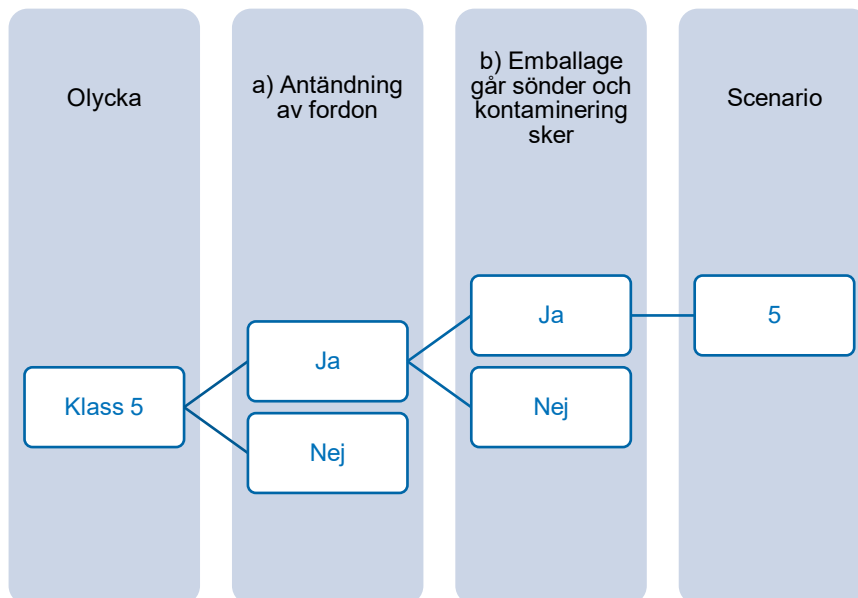 Olycka
a) Antändning
av fordon
b) Emballage
går sönder och
kontaminering
sker
Scenario
Klass 5
Ja
Nej
Ja
Nej
5